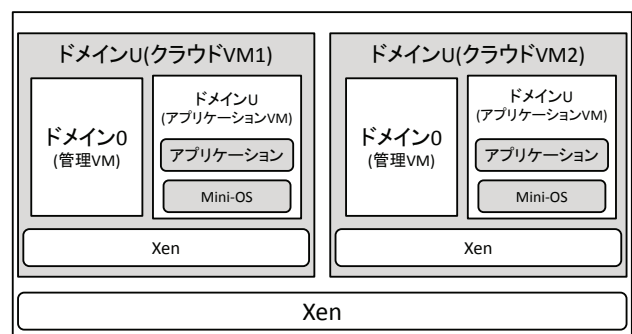 ドメインU(クラウドVM1)
ドメイン0
(管理VM)
ドメインU
(アプリケーションVM)
アプリケーション
Mini-OS
Xen
ドメインU(クラウドVM2)
ドメイン0
(管理VM)
ドメインU
(アプリケーションVM)
アプリケーション
Mini-OS
Xen
Xen